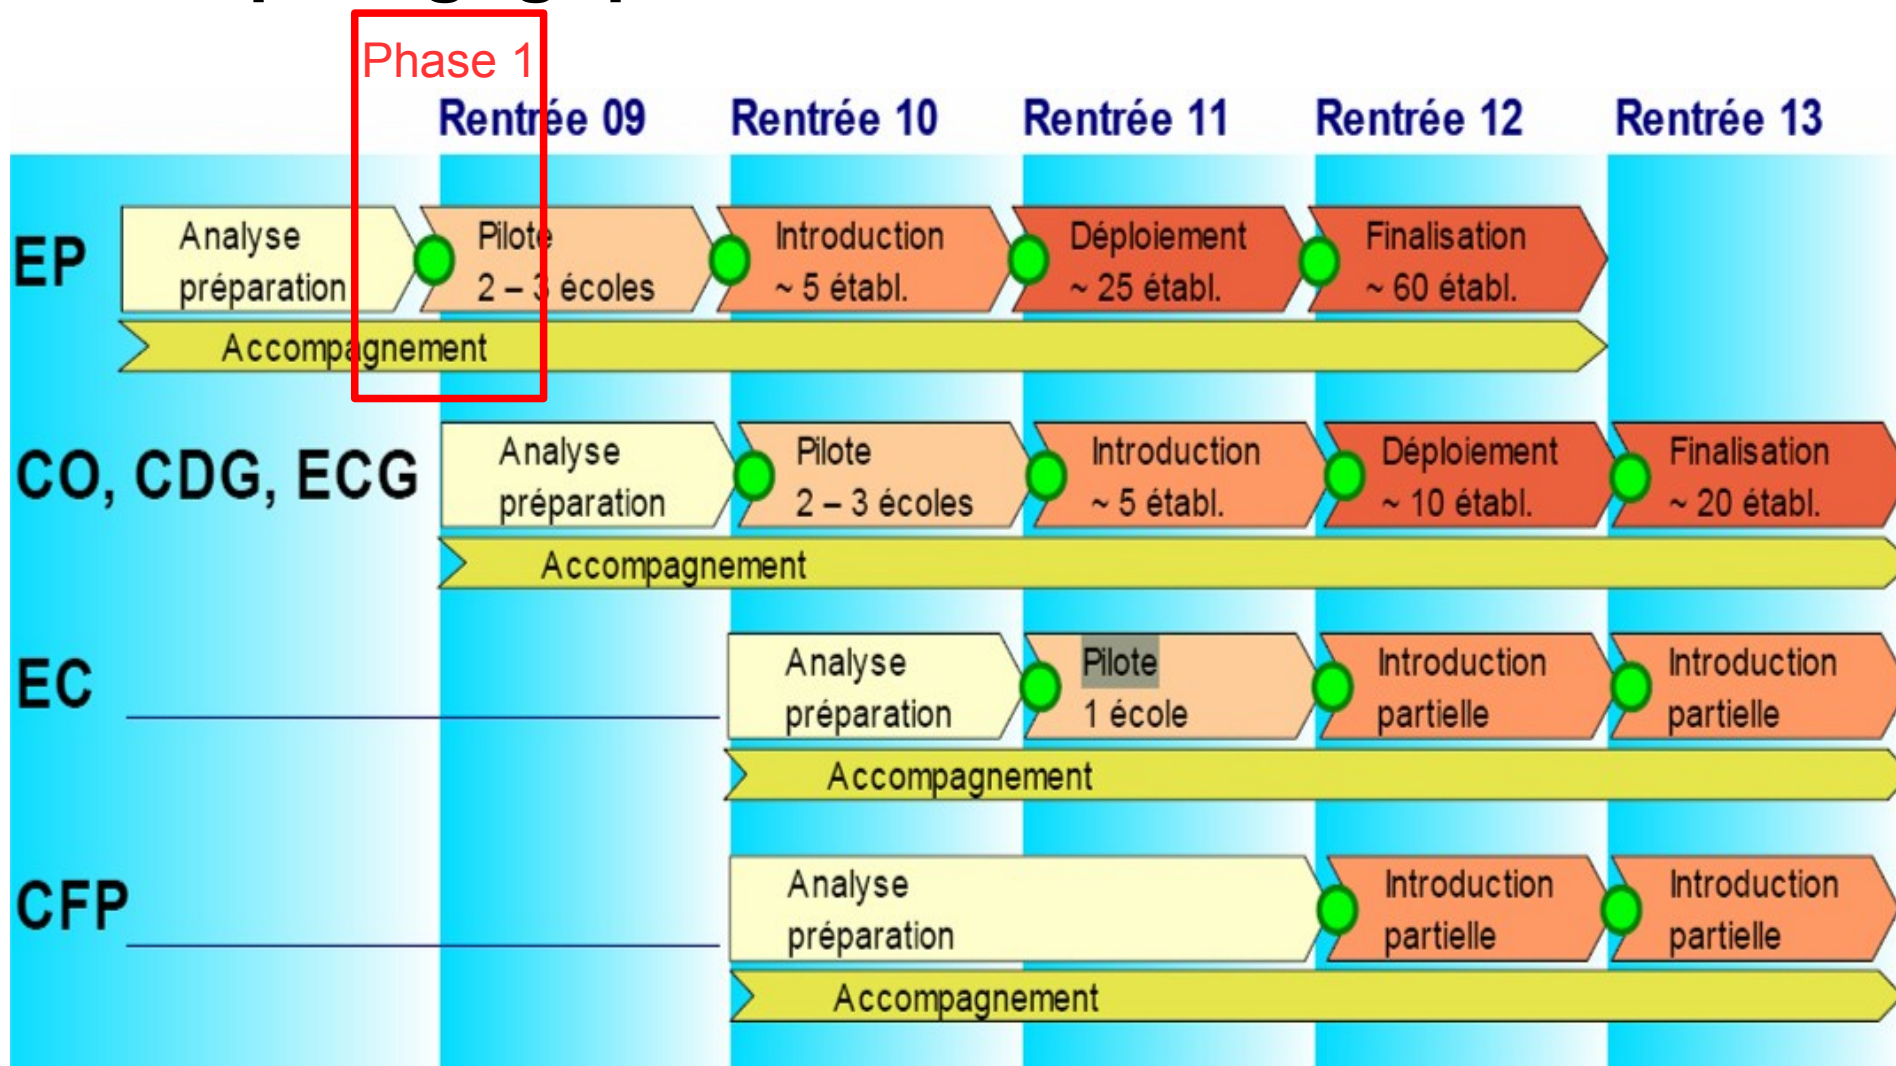 Phase 1
Rentrée 09 Rentrée 10 Rentrée 11 Rentrée 12 Rentrée 13
EP
Analyse
préparation
Pilote
2 – 3 écoles
Introduction
~ 5 établ.
Déploiement
~ 25 établ.
Finalisation
~ 60 établ.
Accompagnement
CO, CDG, ECG
Analyse
préparation
Pilote
2 – 3 écoles
Introduction
~ 5 établ.
Déploiement
~ 10 établ.
Finalisation
~ 20 établ.
Accompagnement
EC
Analyse
préparation
Pilote
1 école
Introduction
partielle
Introduction
partielle
Accompagnement
CFP
Analyse
préparation
Introduction
partielle
Introduction
partielle
Accompagnement